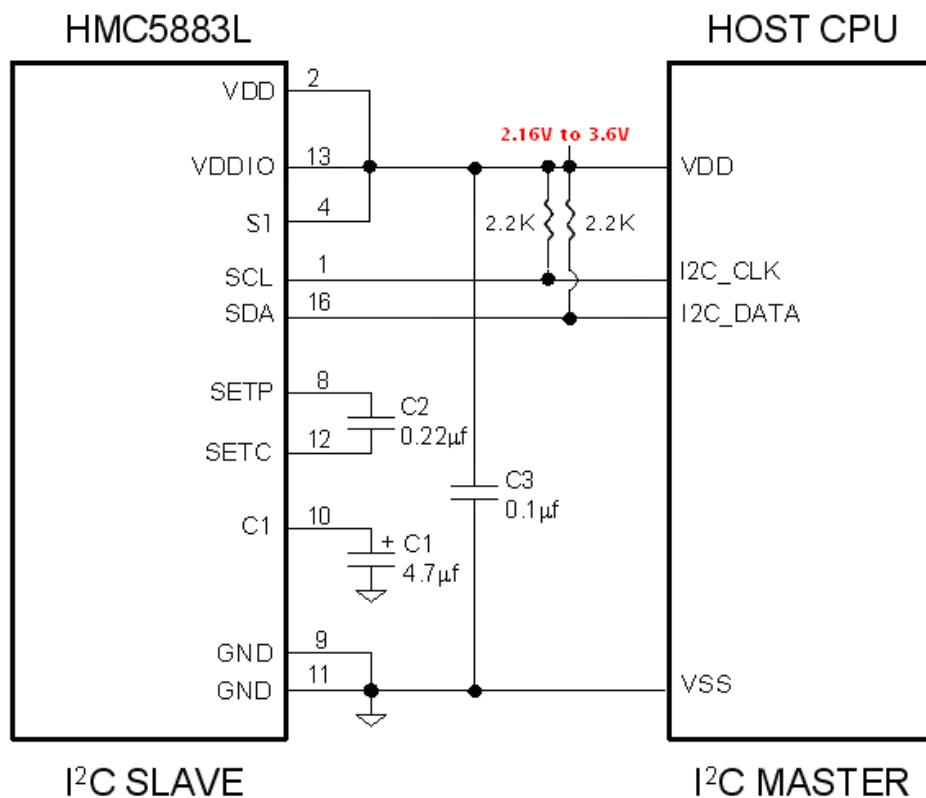 HMC5883L
HOST CPU
VDD
2
2.16V to 3.6V
VDDIO
13
VDD
S1
4
2.2K
2.2K
SCL
1
I2C_CLK
SDA
16
I2C_DATA
SETP
8
C2
0.22µf
SETC
12
C3
0.1µf
C1
10
+
C1
4.7µf
GND
9
GND
11
VSS
I²C SLAVE
I²C MASTER